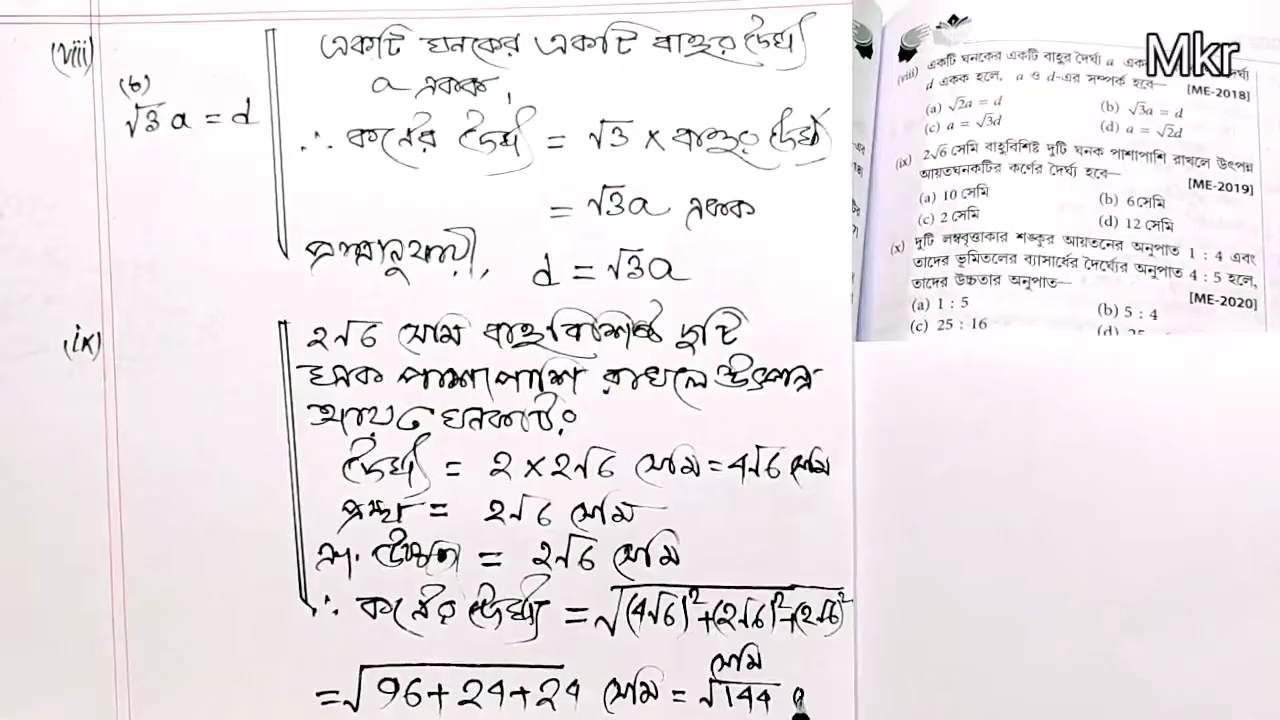 (viii)
(b)
√3 a = d
একটি ঘনকের একটি বাহুর দৈর্ঘ্য
a একক,
∴ কর্ণের দৈর্ঘ্য = √3 × বাহুর দৈর্ঘ্য
= √3a একক
প্রশ্নানুযায়ী, d = √3a
(ix)
2√6 সেমি বাহুবিশিষ্ট দুটি
ঘনক পাশাপাশি রাখলে উৎপন্ন
আয়তঘনকটির
দৈর্ঘ্য = 2 × 2√6 সেমি = 4√6 সেমি
প্রস্থ = 2√6 সেমি
উচ্চতা = 2√6 সেমি
∴ কর্ণের দৈর্ঘ্য = √(4√6)²+(2√6)²+(2√6)²
সেমি
= √96+24+24 সেমি = √144
Mkr
(viii) একটি ঘনকের একটি বাহুর দৈর্ঘ্য a
d একক হলে, a ও d-এর সম্পর্ক হবে—
[ME-2018]
(a) √2a = d (b) √3a = d
(c) a = √3d (d) a = √2d
(ix) 2√6 সেমি বাহুবিশিষ্ট দুটি ঘনক পাশাপাশি রাখলে উৎপন্ন
আয়তঘনকটির কর্ণের দৈর্ঘ্য হবে—
[ME-2019]
(a) 10 সেমি (b) 6সেমি
(c) 2 সেমি (d) 12 সেমি
(x) দুটি লম্ববৃত্তাকার শঙ্কুর আয়তনের অনুপাত 1 : 4 এবং
তাদের ভূমিতলের ব্যাসার্ধের দৈর্ঘ্যের অনুপাত 4 : 5 হলে,
তাদের উচ্চতার অনুপাত—
[ME-2020]
(a) 1 : 5 (b) 5 : 4
(c) 25 : 16 (d) 25